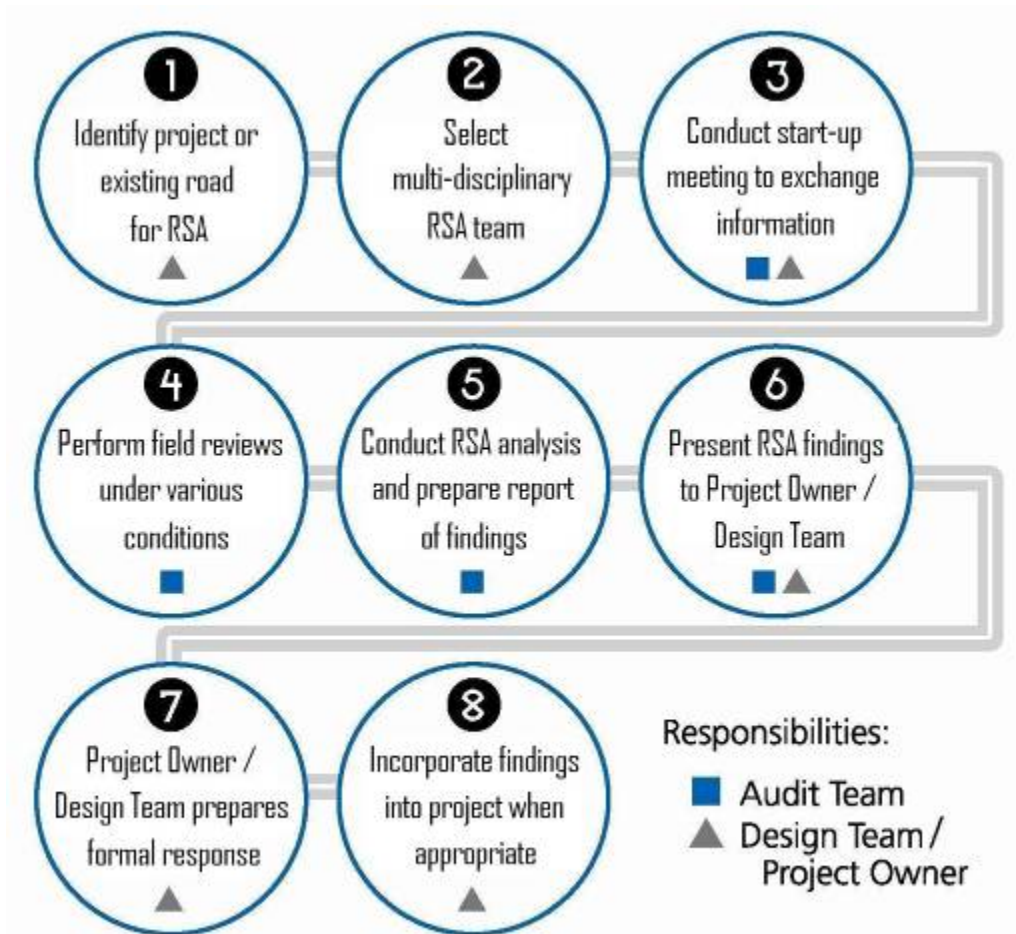 1
Identify project or
existing road
for RSA
2
Select
multi-disciplinary
RSA team
3
Conduct start-up
meeting to exchange
information
4
Perform field reviews
under various
conditions
5
Conduct RSA analysis
and prepare report
of findings
6
Present RSA findings
to Project Owner /
Design Team
7
Project Owner /
Design Team prepares
formal response
8
Incorporate findings
into project when
appropriate
Responsibilities:
Audit Team
Design Team /
Project Owner